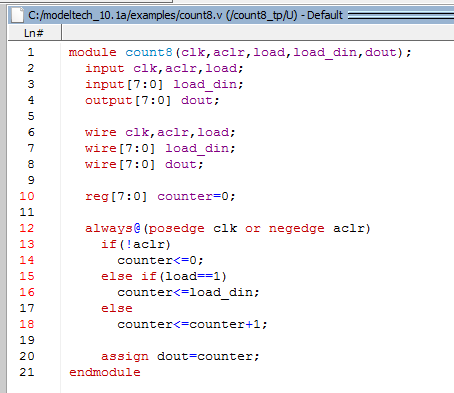 C:/modeltech_10.1a/examples/count8.v (/count8_tp/U) - Default
Ln#
1 module count8(clk,aclr,load,load_din,dout);
2 input clk,aclr,load;
3 input[7:0] load_din;
4 output[7:0] dout;
5
6 wire clk,aclr,load;
7 wire[7:0] load_din;
8 wire[7:0] dout;
9
10 reg[7:0] counter=0;
11
12 always@(posedge clk or negedge aclr)
13 if(!aclr)
14 counter<=0;
15 else if(load==1)
16 counter<=load_din;
17 else
18 counter<=counter+1;
19
20 assign dout=counter;
21 endmodule